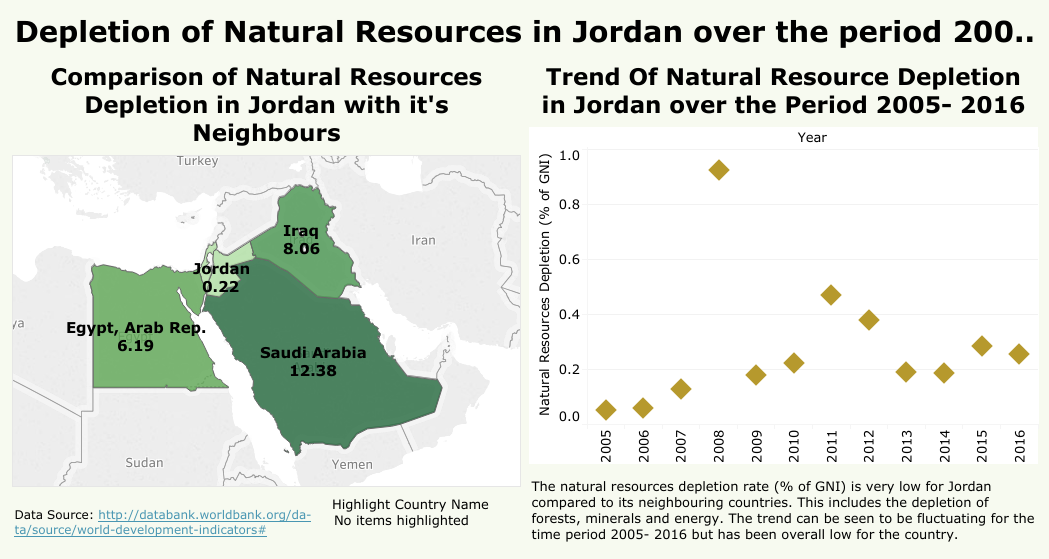 Depletion of Natural Resources in Jordan over the period 200..
Comparison of Natural Resources
Depletion in Jordan with it's
Neighbours
Turkey
Iraq
8.06
Iran
Jordan
0.22
ya
Egypt, Arab Rep.
6.19
Saudi Arabia
12.38
Sudan
Yemen
Data Source: http://databank.worldbank.org/da-
ta/source/world-development-indicators#
Highlight Country Name
No items highlighted
Trend Of Natural Resource Depletion
in Jordan over the Period 2005- 2016
Year
Natural Resources Depletion (% of GNI)
1.0
0.8
0.6
0.4
0.2
0.0
2005
2006
2007
2008
2009
2010
2011
2012
2013
2014
2015
2016
The natural resources depletion rate (% of GNI) is very low for Jordan
compared to its neighbouring countries. This includes the depletion of
forests, minerals and energy. The trend can be seen to be fluctuating for the
time period 2005- 2016 but has been overall low for the country.